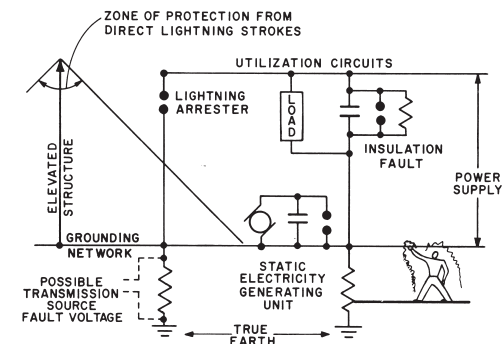 ZONE OF PROTECTION FROM
DIRECT LIGHTNING STROKES
UTILIZATION CIRCUITS
LIGHTNING
ARRESTER
LOAD
INSULATION
FAULT
POWER
SUPPLY
ELEVATED
STRUCTURE
GROUNDING
NETWORK
STATIC
ELECTRICITY
GENERATING
UNIT
POSSIBLE
TRANSMISSION
SOURCE
FAULT VOLTAGE
TRUE
EARTH